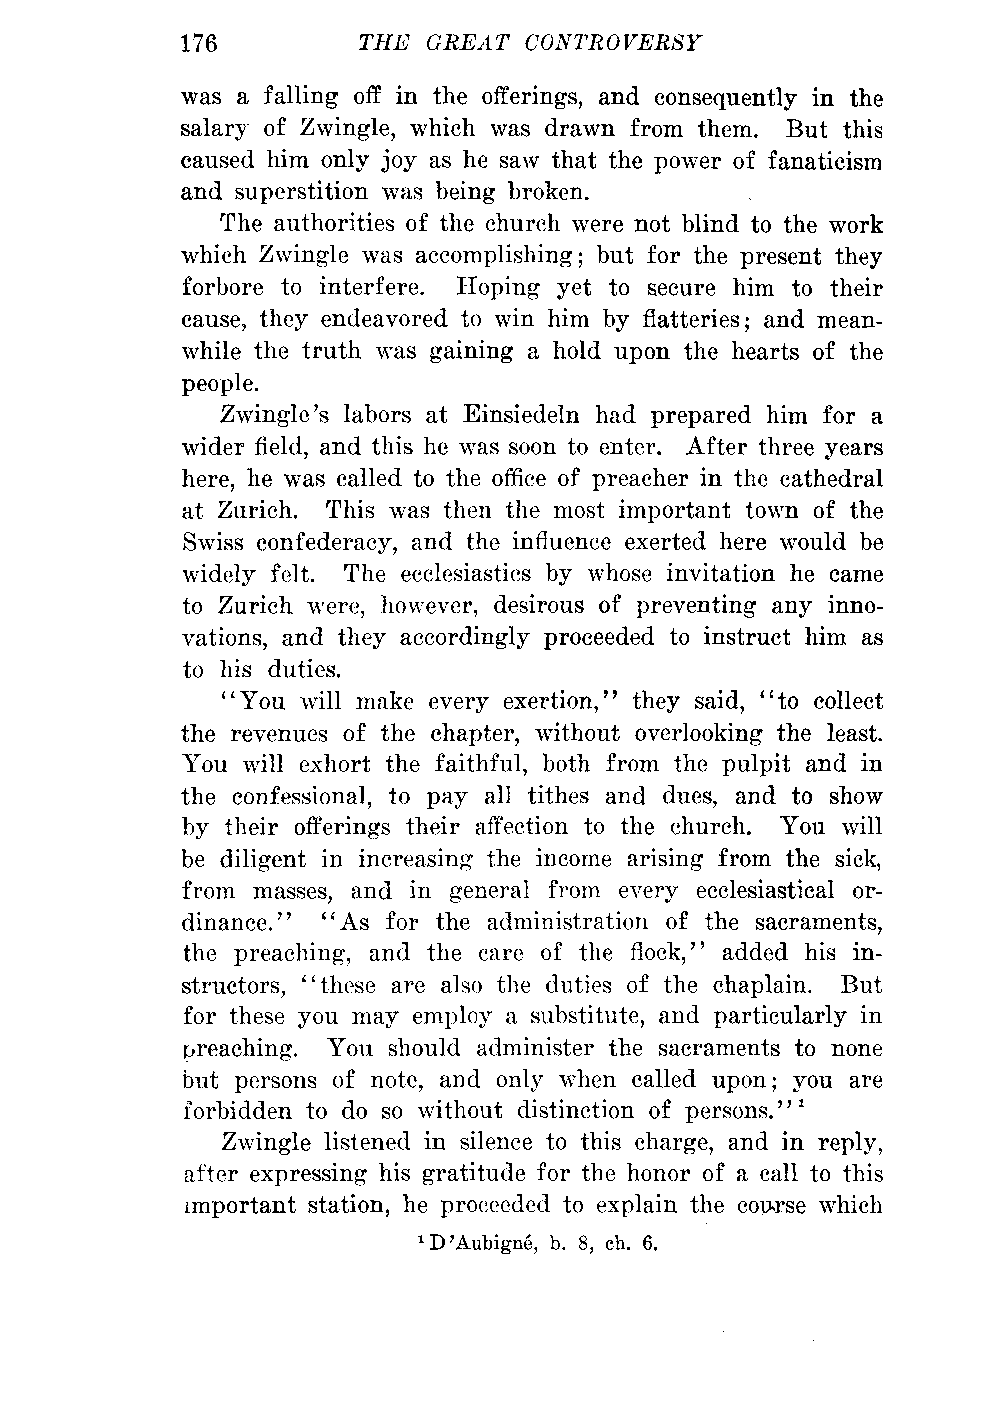 176 THE GREAT CONTROVERSY
was a falling off in the offerings, and consequently in the
salary of Zwingle, which was drawn from them. But this
caused him only joy as he saw that the power of fanaticism
and superstition was being broken.
The authorities of the church were not blind to the work
which Zwingle was accomplishing; but for the present they
forbore to interfere. Hoping yet to secure him to their
cause, they endeavored to win him by flatteries; and mean-
while the truth was gaining a hold upon the hearts of the
people.
Zwingle's labors at Einsiedeln had prepared him for a
wider field, and this he was soon to enter. After three years
here, he was called to the office of preacher in the cathedral
at Zurich. This was then the most important town of the
Swiss confederacy, and the influence exerted here would be
widely felt. The ecclesiastics by whose invitation he came
to Zurich were, however, desirous of preventing any inno-
vations, and they accordingly proceeded to instruct him as
to his duties.
"You will make every exertion," they said, "to collect
the revenues of the chapter, without overlooking the least.
You will exhort the faithful, both from the pulpit and in
the confessional, to pay all tithes and dues, and to show
by their offerings their affection to the church. You will
be diligent in increasing the income arising from the sick,
from masses, and in general from every ecclesiastical or-
dinance." "As for the administration of the sacraments,
the preaching, and the care of the flock," added his in-
structors, "these are also the duties of the chaplain. But
for these you may employ a substitute, and particularly in
preaching. You should administer the sacraments to none
but persons of note, and only when called upon; you are
forbidden to do so without distinction of persons."¹
Zwingle listened in silence to this charge, and in reply,
after expressing his gratitude for the honor of a call to this
important station, he proceeded to explain the course which
¹ D'Aubigné, b. 8, ch. 6.